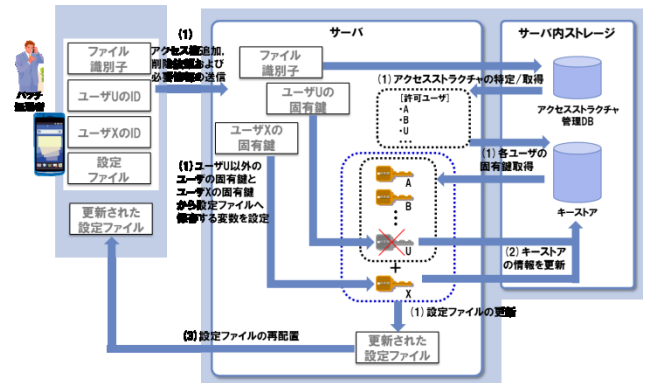 (1)
アクセス権追加,
削除依頼および
必要情報の送信
パッチ
処理者
ファイル
識別子
ユーザUのID
ユーザXのID
設定
ファイル
更新された
設定ファイル
サーバ
ファイル
識別子
ユーザUの
固有鍵
ユーザXの
固有鍵
(1)ユーザU以外の
ユーザの固有鍵と
ユーザXの固有鍵
から設定ファイルへ
保存する変数を設定
(1)アクセスストラクチャの特定/取得
[許可ユーザ]
・A
・B
・U
・・・
A
B
U
+
X
(1)各ユーザの
固有鍵取得
(2)キーストア
の情報を更新
(1)設定ファイルの更新
更新された
設定ファイル
(3)設定ファイルの再配置
サーバ内ストレージ
アクセスストラクチャ
管理DB
キーストア